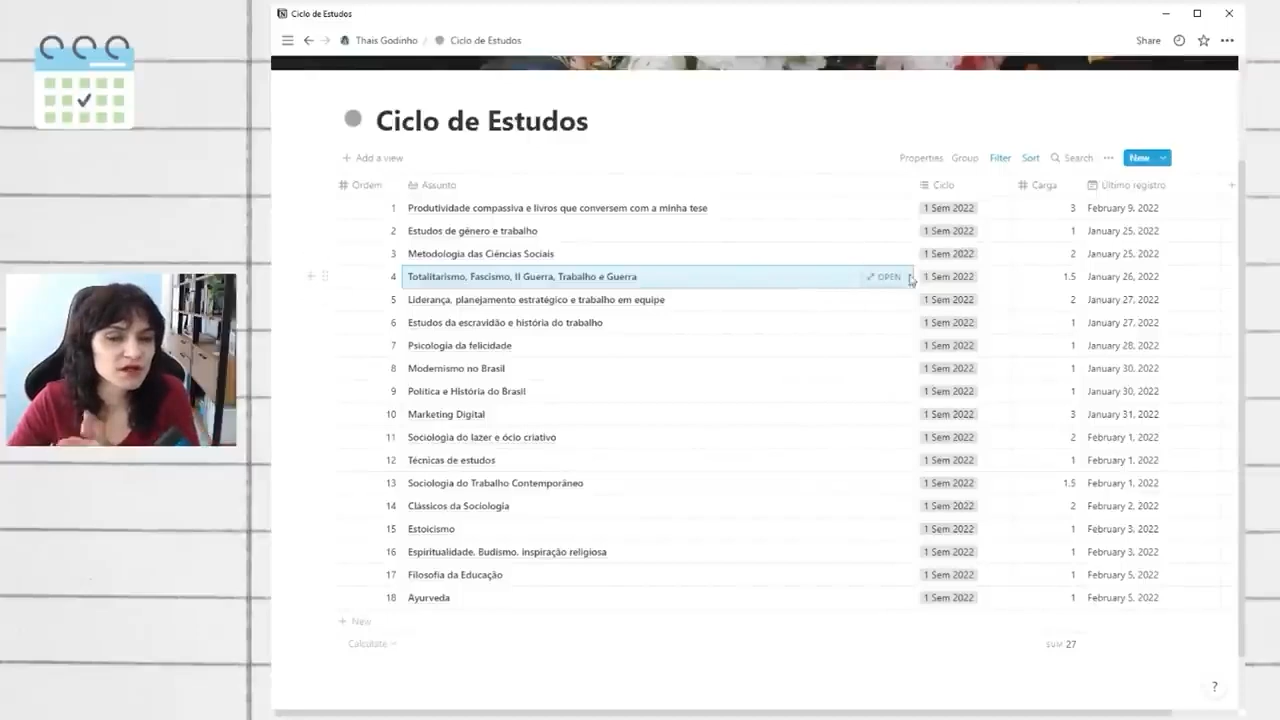 Ciclo de Estudos
Thais Godinho / Ciclo de Estudos Share
Ciclo de Estudos
+ Add a view Properties Group Filter Sort Search New
# Ordem Assunto Ciclo # Carga Último registro +
1 Produtividade compassiva e livros que conversem com a minha tese 1 Sem 2022 3 February 9, 2022
2 Estudos de gênero e trabalho 1 Sem 2022 1 January 25, 2022
3 Metodologia das Ciências Sociais 1 Sem 2022 2 January 25, 2022
4 Totalitarismo, Fascismo, II Guerra, Trabalho e Guerra OPEN 1 Sem 2022 1.5 January 26, 2022
5 Liderança, planejamento estratégico e trabalho em equipe 1 Sem 2022 2 January 27, 2022
6 Estudos da escravidão e história do trabalho 1 Sem 2022 1 January 27, 2022
7 Psicologia da felicidade 1 Sem 2022 1 January 28, 2022
8 Modernismo no Brasil 1 Sem 2022 1 January 30, 2022
9 Política e História do Brasil 1 Sem 2022 1 January 30, 2022
10 Marketing Digital 1 Sem 2022 3 January 31, 2022
11 Sociologia do lazer e ócio criativo 1 Sem 2022 2 February 1, 2022
12 Técnicas de estudos 1 Sem 2022 1 February 1, 2022
13 Sociologia do Trabalho Contemporâneo 1 Sem 2022 1.5 February 1, 2022
14 Clássicos da Sociologia 1 Sem 2022 2 February 2, 2022
15 Estoicismo 1 Sem 2022 1 February 3, 2022
16 Espiritualidade, Budismo, inspiração religiosa 1 Sem 2022 1 February 3, 2022
17 Filosofia da Educação 1 Sem 2022 1 February 5, 2022
18 Ayurveda 1 Sem 2022 1 February 5, 2022
+ New
Calculate SUM 27
?